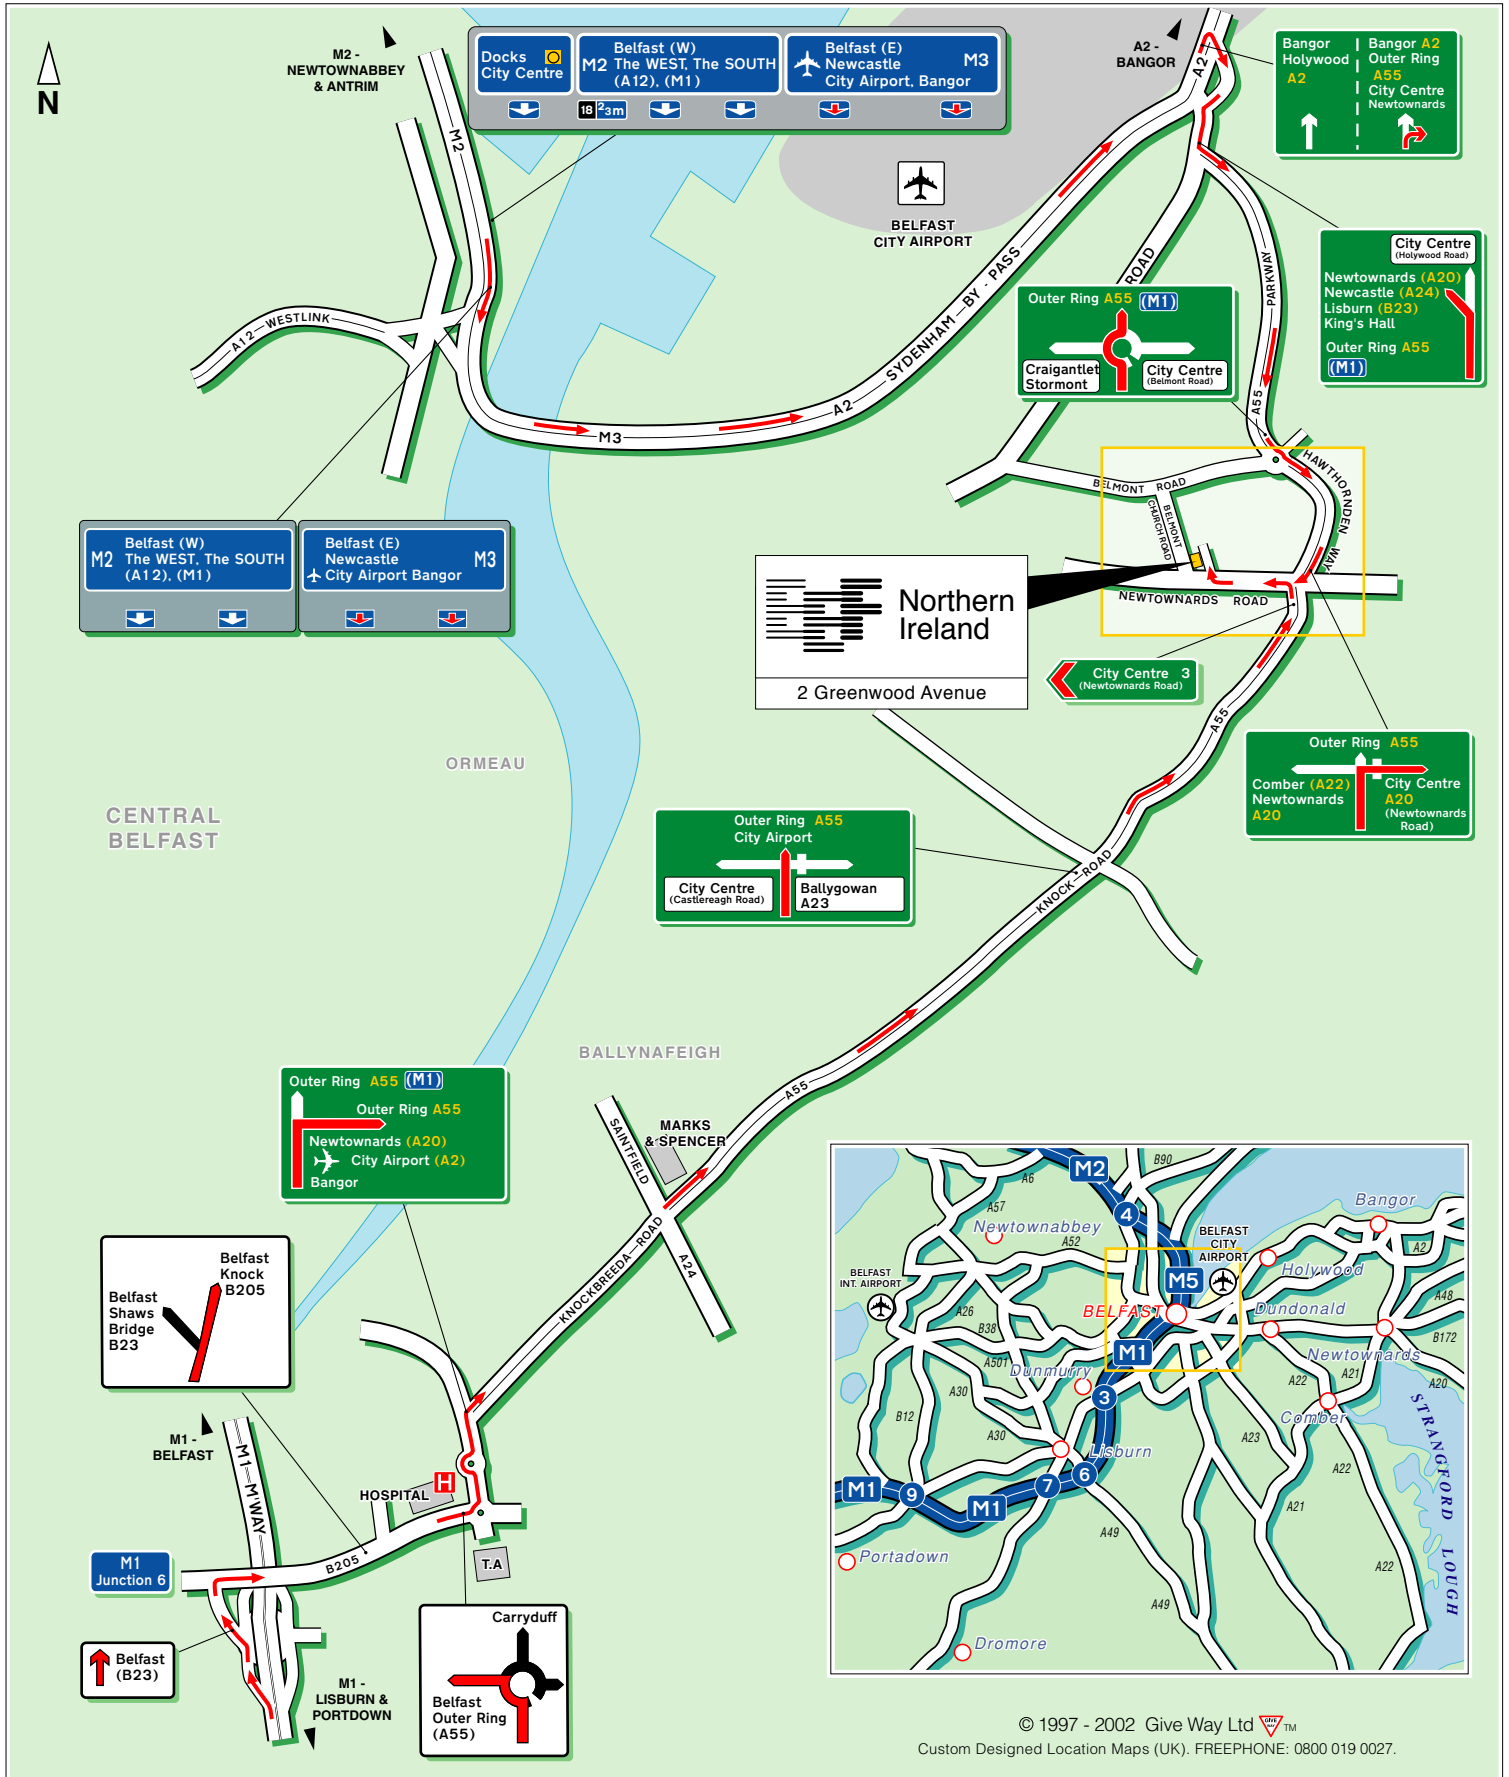 N
M2 -
NEWTOWNABBEY
& ANTRIM
M2
Docks
City Centre
M2
Belfast (W)
The WEST, The SOUTH
(A12), (M1)
Belfast (E)
Newcastle
City Airport, Bangor
M3
18
⅔m
A2 -
BANGOR
A2
Bangor
Holywood
A2
Bangor A2
Outer Ring
A55
City Centre
Newtownards
BELFAST
CITY AIRPORT
City Centre
(Holywood Road)
Newtownards (A20)
Newcastle (A24)
Lisburn (B23)
King's Hall
Outer Ring A55
(M1)
ROAD
PARKWAY
A55
SYDENHAM BY - PASS
A2
M3
A12 WESTLINK
Outer Ring A55 (M1)
Craigantlet
Stormont
City Centre
(Belmont Road)
HAWTHORNDEN WAY
BELMONT ROAD
BELMONT
CHURCH ROAD
NEWTOWNARDS ROAD
M2
Belfast (W)
The WEST, The SOUTH
(A12), (M1)
Belfast (E)
Newcastle
City Airport Bangor
M3
Northern
Ireland
2 Greenwood Avenue
City Centre 3
(Newtownards Road)
A55
Outer Ring A55
Comber (A22)
Newtownards
A20
City Centre
A20
(Newtownards
Road)
ORMEAU
CENTRAL
BELFAST
Outer Ring A55
City Airport
City Centre
(Castlereagh Road)
Ballygowan
A23
KNOCK ROAD
BALLYNAFEIGH
A55
Outer Ring A55 (M1)
Outer Ring A55
Newtownards (A20)
City Airport (A2)
Bangor
MARKS
& SPENCER
SAINTFIELD
A24
KNOCKBREEDA ROAD
Belfast
Knock
B205
Belfast
Shaws
Bridge
B23
M1 -
BELFAST
M1 M'WAY
HOSPITAL
H
T.A
B205
M1
Junction 6
Belfast
(B23)
M1 -
LISBURN &
PORTDOWN
Carryduff
Belfast
Outer Ring
(A55)
M2
B90
A6
A57
4
Newtownabbey
A52
BELFAST
CITY
AIRPORT
Bangor
A2
Holywood
BELFAST
INT. AIRPORT
M5
A26
B38
BELFAST
Dundonald
A48
B172
A501
M1
Dunmurry
Newtownards
A30
3
A22
A21
A20
B12
Comber
A30
A23
Lisburn
A22
STRANGFORD LOUGH
M1
9
M1
7
6
A21
A49
Portadown
A22
A49
Dromore
© 1997 - 2002 Give Way Ltd GIVE WAY TM
Custom Designed Location Maps (UK). FREEPHONE: 0800 019 0027.